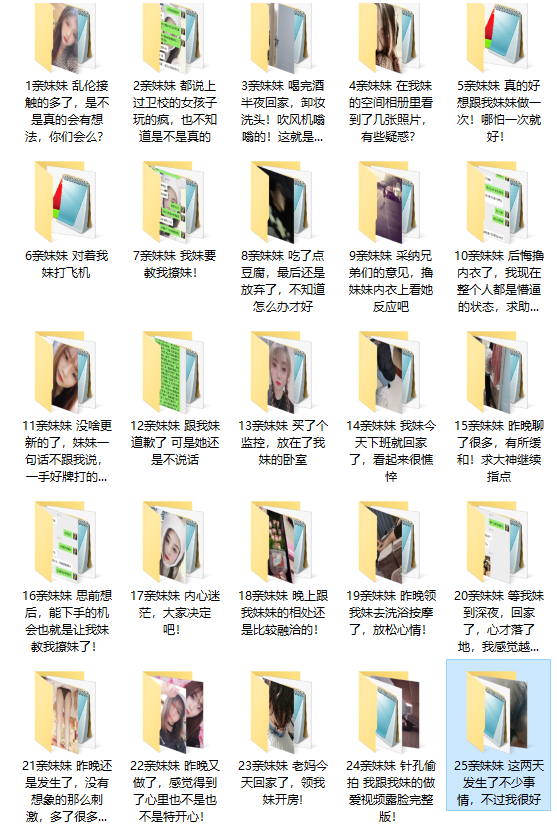 1亲妹妹 乱伦接 2亲妹妹 都说上 3亲妹妹 喝完酒 4亲妹妹 在我妹 5亲妹妹 真的好
触的多了，是不 过卫校的女孩子 半夜回家，卸妆 的空间相册里看 想跟我妹妹做一
是真的会有想 玩的疯，也不知 洗头！吹风机嗡 到了几张照片， 次！哪怕一次就
法，你们会么？ 道是不是真的 嗡的！这就是... 有些疑惑？ 好！
6亲妹妹 对着我 7亲妹妹 我妹要 8亲妹妹 吃了点 9亲妹妹 采纳兄 10亲妹妹 后悔撸
妹打飞机 教我擦妹！ 豆腐，最后还是 弟们的意见，撸 内衣了，我现在
放弃了，不知道 妹妹内衣上看她 整个人都是懵逼
怎么办才好 反应吧 的状态，求助...
11亲妹妹 没啥更 12亲妹妹 跟我妹 13亲妹妹 买了个 14亲妹妹 我妹今 15亲妹妹 昨晚聊
新的了，妹妹一 道歉了 可是她还 监控，放在了我 天下班就回家 了很多，有所缓
句话不跟我说， 是不说话 妹的卧室 了，看起来很憔 和！求大神继续
一手好牌打的... 悴 指点
16亲妹妹 思前想 17亲妹妹 内心迷 18亲妹妹 晚上跟 19亲妹妹 昨晚领 20亲妹妹 等我妹
后，能下手的机 茫，大家决定 我妹妹的相处还 我妹去洗浴按摩 到深夜，回家
会也就是让我妹 吧！ 是比较融洽的！ 了，放松心情！ 了，心才落了
教我擦妹了！ 地，我感觉越...
21亲妹妹 昨晚还 22亲妹妹 昨晚又 23亲妹妹 老妈今 24亲妹妹 针孔偷 25亲妹妹 这两天
是发生了，没有 做了，感觉得到 天回家了，领我 拍 我跟我妹的做 发生了不少事
想象的那么刺 了心里也不是也 妹开房！ 爱视频露脸完整 情，不过我很好
激，多了很多... 不是特开心！ 版！